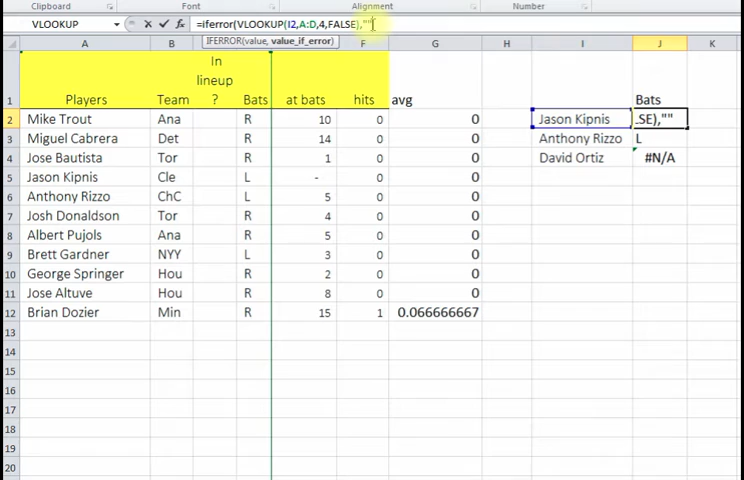 Clipboard Font Alignment Number
VLOOKUP =iferror(VLOOKUP(I2,A:D,4,FALSE),""
IFERROR(value, value_if_error)
A B E F G H I J K
1 Players Team In lineup ? Bats at bats hits avg Bats
2 Mike Trout Ana R 10 0 0 Jason Kipnis .SE),""
3 Miguel Cabrera Det R 14 0 0 Anthony Rizzo L
4 Jose Bautista Tor R 1 0 0 David Ortiz #N/A
5 Jason Kipnis Cle L - 0 0
6 Anthony Rizzo ChC L 5 0 0
7 Josh Donaldson Tor R 4 0 0
8 Albert Pujols Ana R 5 0 0
9 Brett Gardner NYY L 3 0 0
10 George Springer Hou R 2 0 0
11 Jose Altuve Hou R 8 0 0
12 Brian Dozier Min R 15 1 0.066666667
13
14
15
16
17
18
19
20